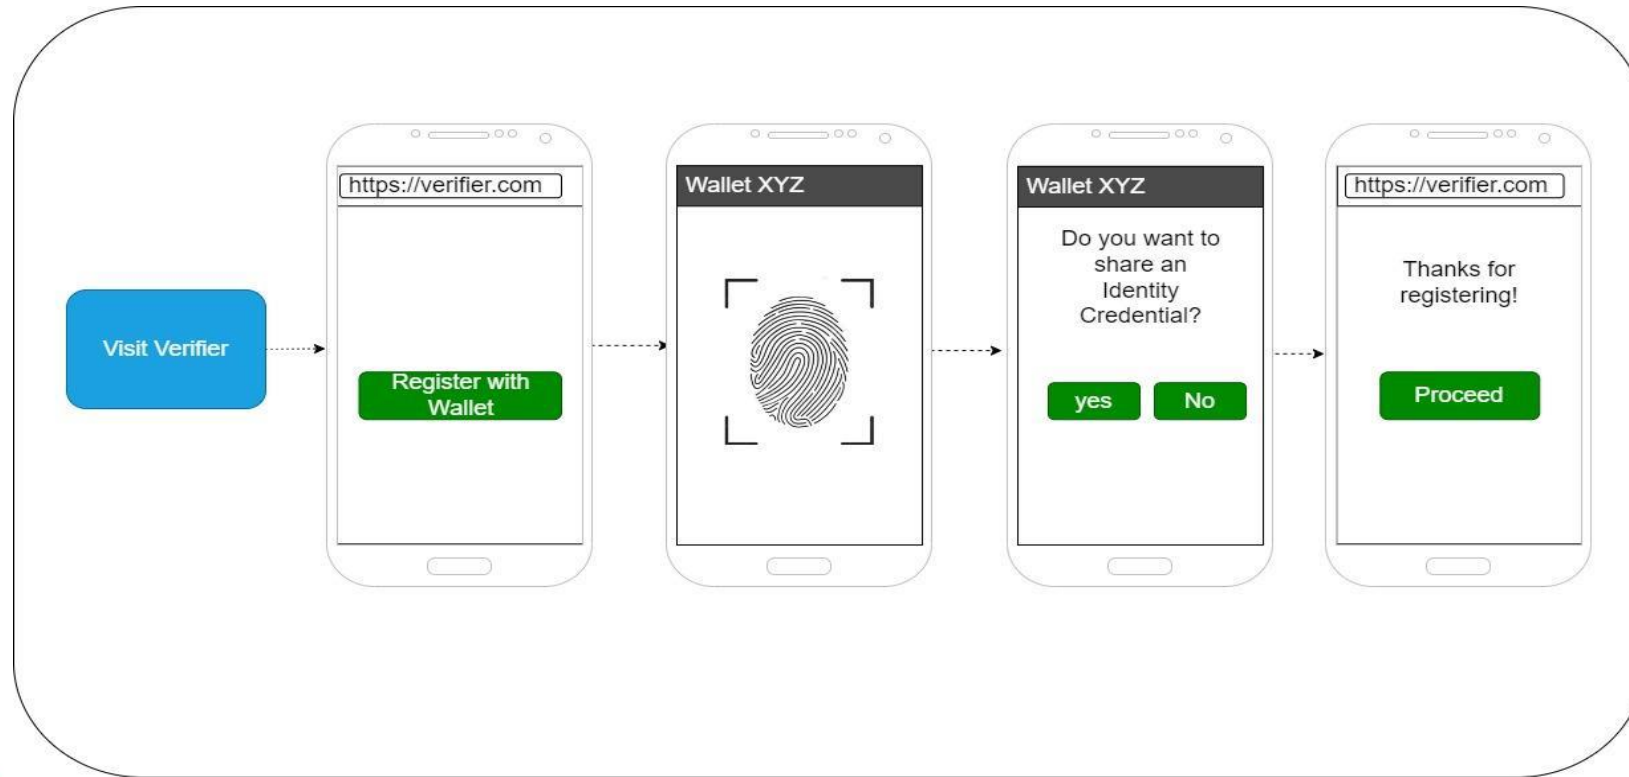 Visit Verifier
https://verifier.com
Register with
Wallet
Wallet XYZ
Wallet XYZ
Do you want to
share an
Identity
Credential?
yes
No
https://verifier.com
Thanks for
registering!
Proceed